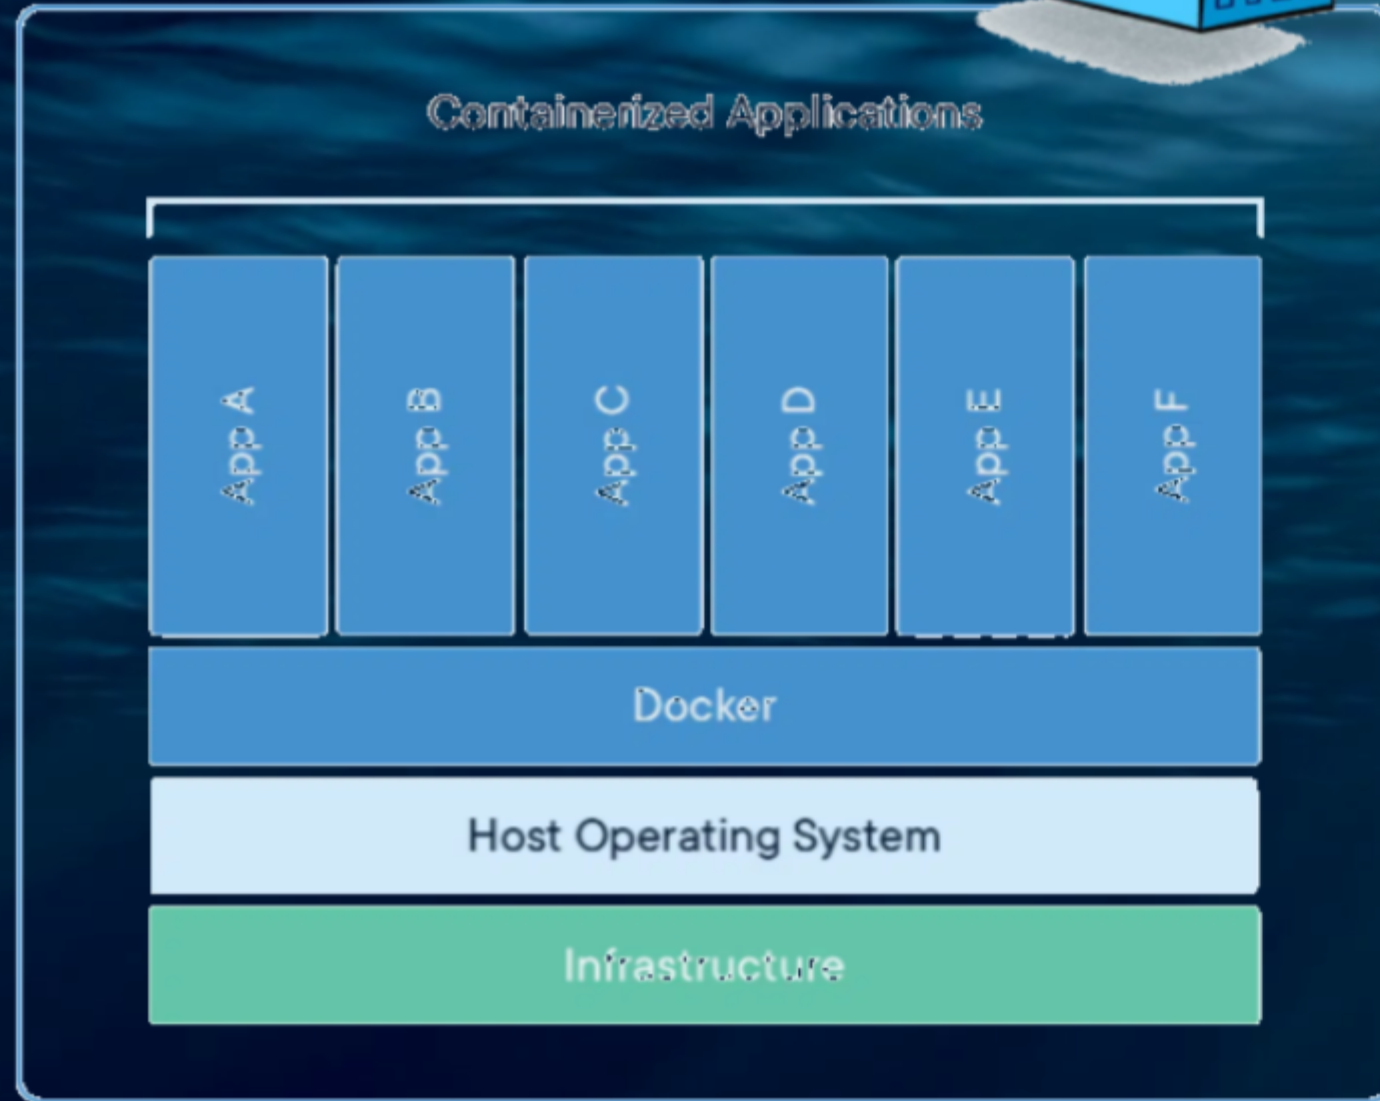 Containerized Applications
App A
App B
App C
App D
App E
App F
Docker
Host Operating System
Infrastructure